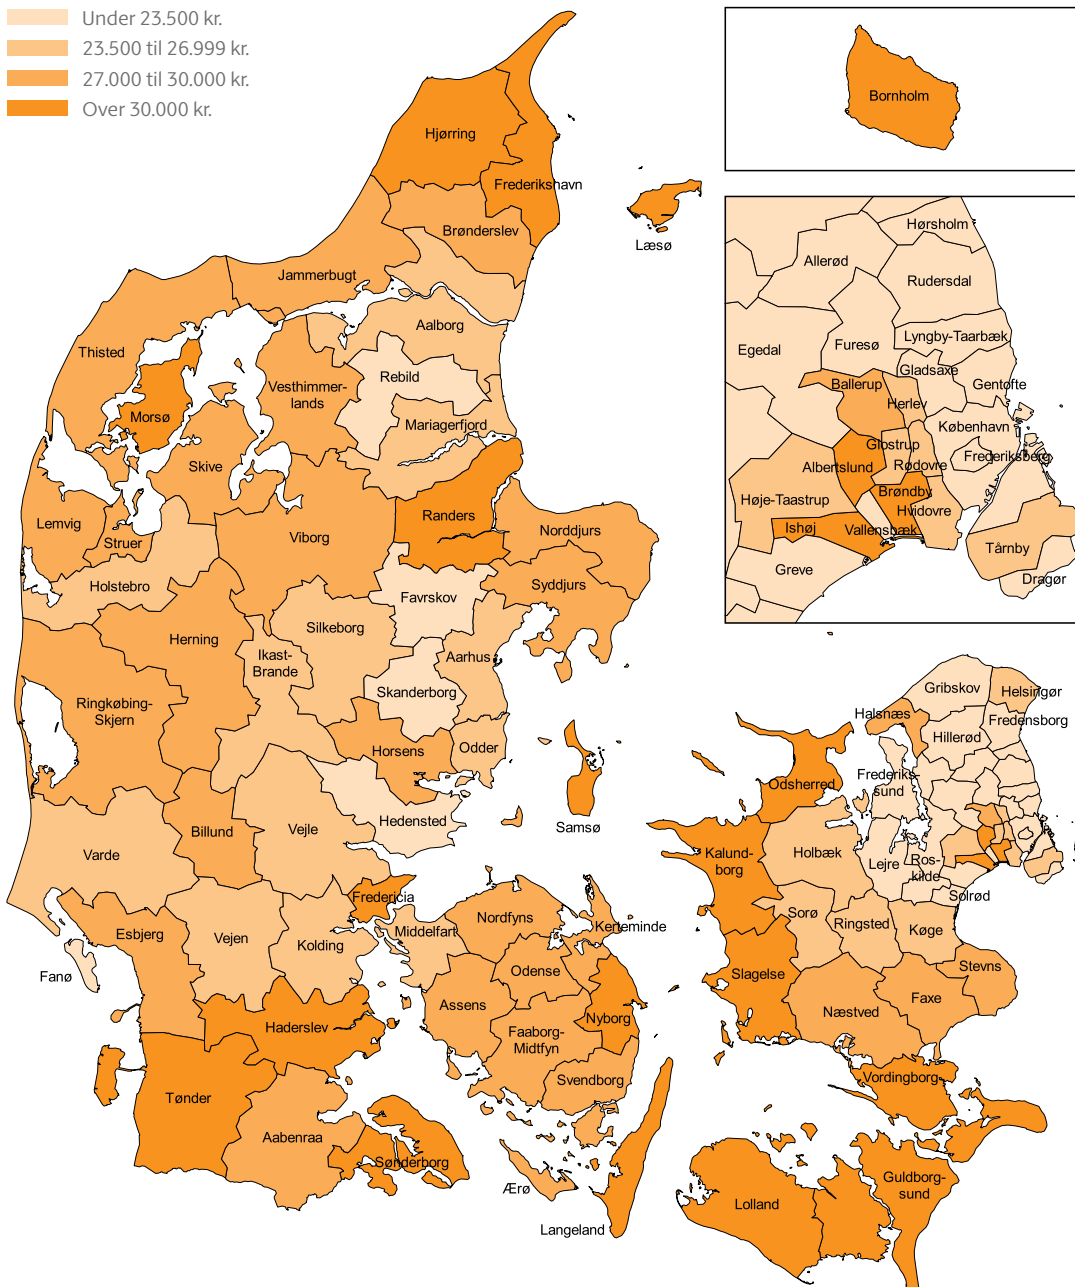 Under 23.500 kr.
23.500 til 26.999 kr.
27.000 til 30.000 kr.
Over 30.000 kr.
Bornholm
Hjørring
Frederikshavn
Læsø
Brønderslev
Jammerbugt
Aalborg
Thisted
Rebild
Vesthimmer-
lands
Morsø
Mariagerfjord
Skive
Lemvig
Struer
Viborg
Randers
Norddjurs
Holstebro
Syddjurs
Favrskov
Silkeborg
Herning
Ikast-
Brande
Aarhus
Skanderborg
Ringkøbing-
Skjern
Horsens
Odder
Samsø
Hedensted
Billund
Vejle
Varde
Fredericia
Esbjerg
Vejen
Kolding
Middelfart
Nordfyns
Kerteminde
Fanø
Odense
Assens
Nyborg
Faaborg-
Midtfyn
Haderslev
Svendborg
Tønder
Aabenraa
Sønderborg
Ærø
Langeland
Hørsholm
Allerød
Rudersdal
Egedal
Furesø
Lyngby-Taarbæk
Gladsaxe
Gentofte
Ballerup
Herlev
København
Glostrup
Frederiksberg
Albertslund
Rødovre
Høje-Taastrup
Brøndby
Hvidovre
Ishøj
Vallensbæk
Tårnby
Greve
Dragør
Gribskov
Helsingør
Halsnæs
Fredensborg
Hillerød
Frederiks-
sund
Odsherred
Kalund-
borg
Holbæk
Lejre
Ros-
kilde
Solrød
Sorø
Ringsted
Køge
Slagelse
Stevns
Næstved
Faxe
Vordingborg
Guldborg-
sund
Lolland